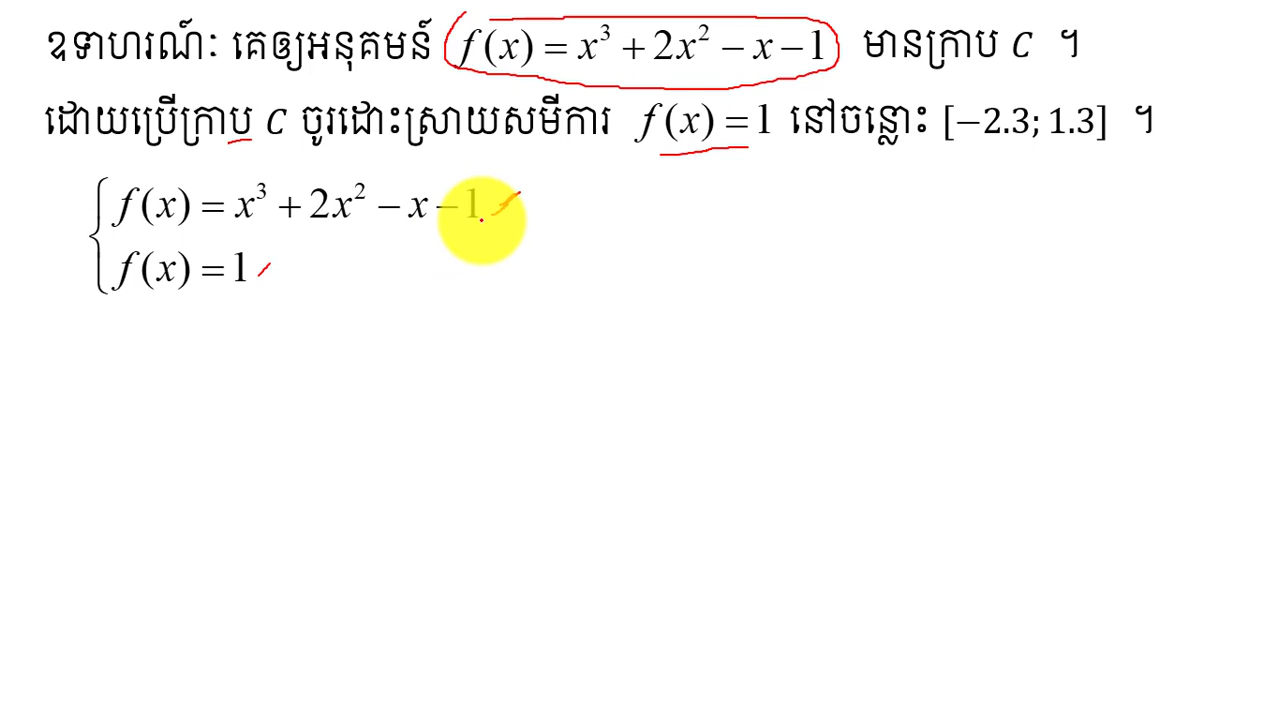 ឧទាហរណ៍ៈ គេឲ្យអនុគមន៍ f(x) = x³ + 2x² − x − 1 មានក្រាប C ។
ដោយប្រើក្រាប C ចូរដោះស្រាយសមីការ f(x) = 1 នៅចន្លោះ [−2.3; 1.3] ។
f(x) = x³ + 2x² − x − 1
f(x) = 1